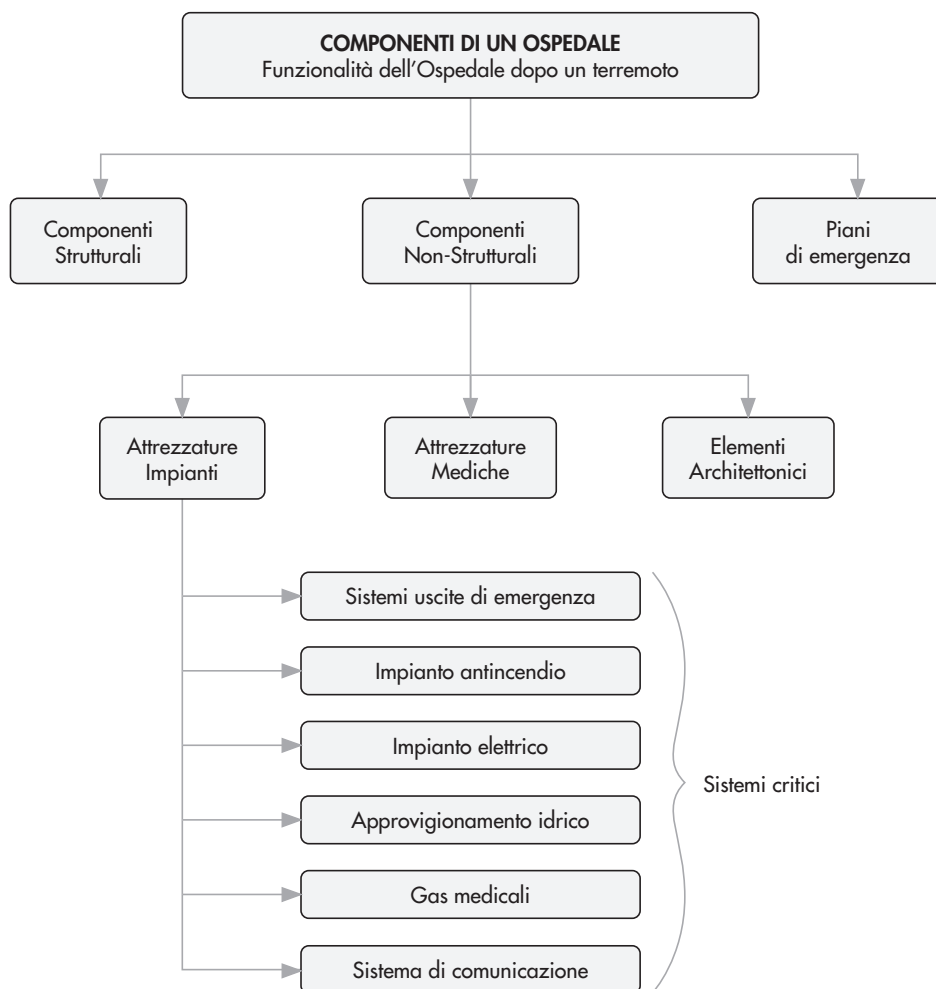 COMPONENTI DI UN OSPEDALE
Funzionalità dell'Ospedale dopo un terremoto
Componenti
Strutturali
Componenti
Non-Strutturali
Piani
di emergenza
Attrezzature
Impianti
Attrezzature
Mediche
Elementi
Architettonici
Sistemi uscite di emergenza
Impianto antincendio
Impianto elettrico
Sistemi critici
Approvigionamento idrico
Gas medicali
Sistema di comunicazione